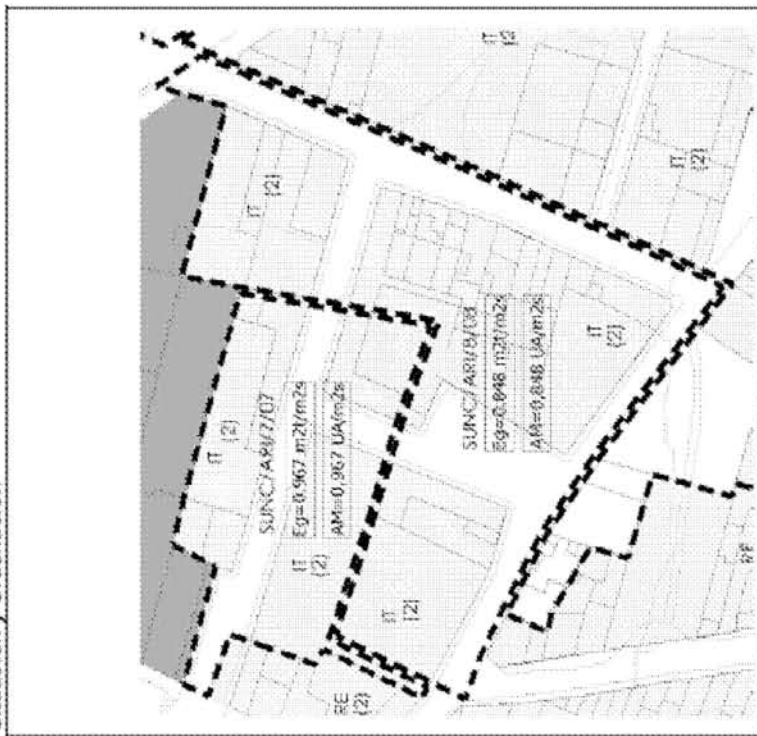 IT
(2)
IT
(2)
SUNC/ARI/7/07
Eg=0.967 m2t/m2s
AM=0,967 UA/m2s
IT
(2)
RE
(2)
IT
(2)
SUNC/ARI/8/08
Eg=0.848 m2t/m2s
AM=0,848 UA/m2s
IT
(2
IT
(2)
IT
(2)
RE